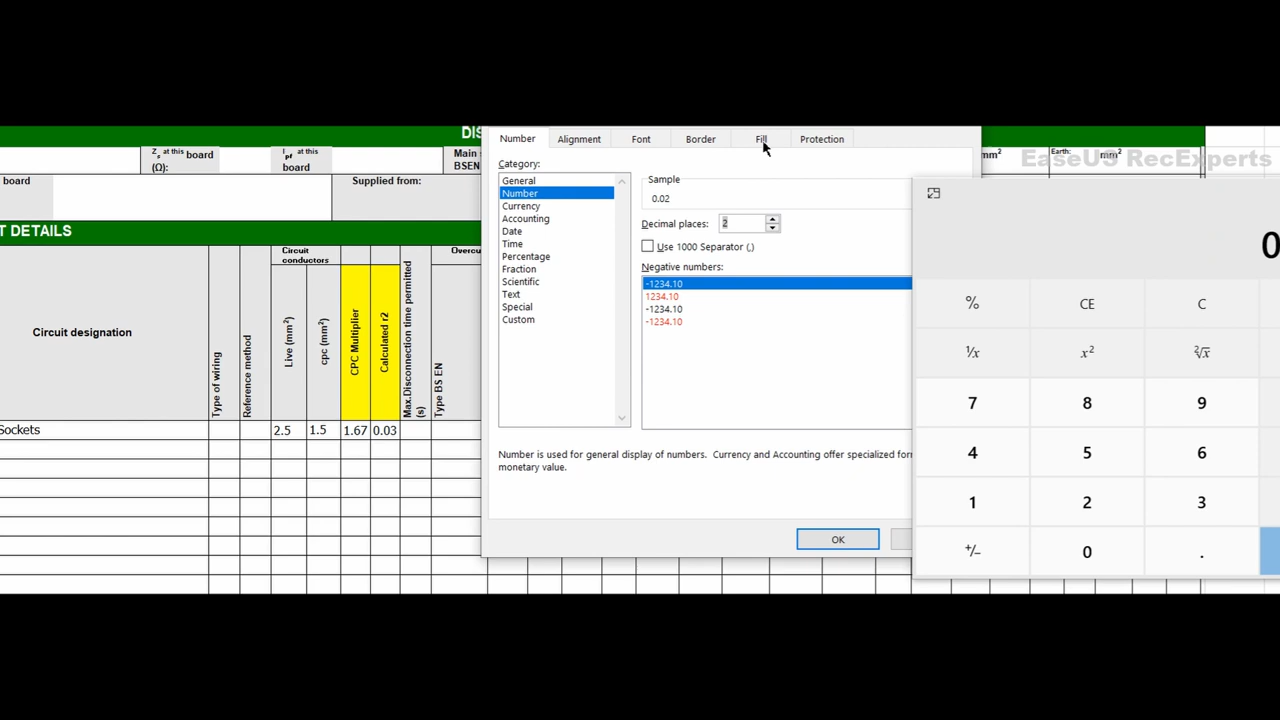 DIS
Zs at this board
(Ω):
Ipf at this
board
Main s
BSEN
mm²
Earth:
mm²
EaseUS RecExperts
board
Supplied from:
T DETAILS
Circuit
conductors
Overcu
Circuit designation
Type of wiring
Reference method
Live (mm²)
cpc (mm²)
CPC Multiplier
Calculated r2
Max.Disconnection time permitted
(s)
Type BS EN
Sockets
2.5
1.5
1.67
0.03
Number
Alignment
Font
Border
Fill
Protection
Category:
General
Number
Currency
Accounting
Date
Time
Percentage
Fraction
Scientific
Text
Special
Custom
Sample
0.02
Decimal places:
2
Use 1000 Separator (,)
Negative numbers:
-1234.10
1234.10
-1234.10
-1234.10
Number is used for general display of numbers. Currency and Accounting offer specialized for
monetary value.
OK
0
%
CE
C
¹/x
x²
²√x
7
8
9
4
5
6
1
2
3
+/−
0
.